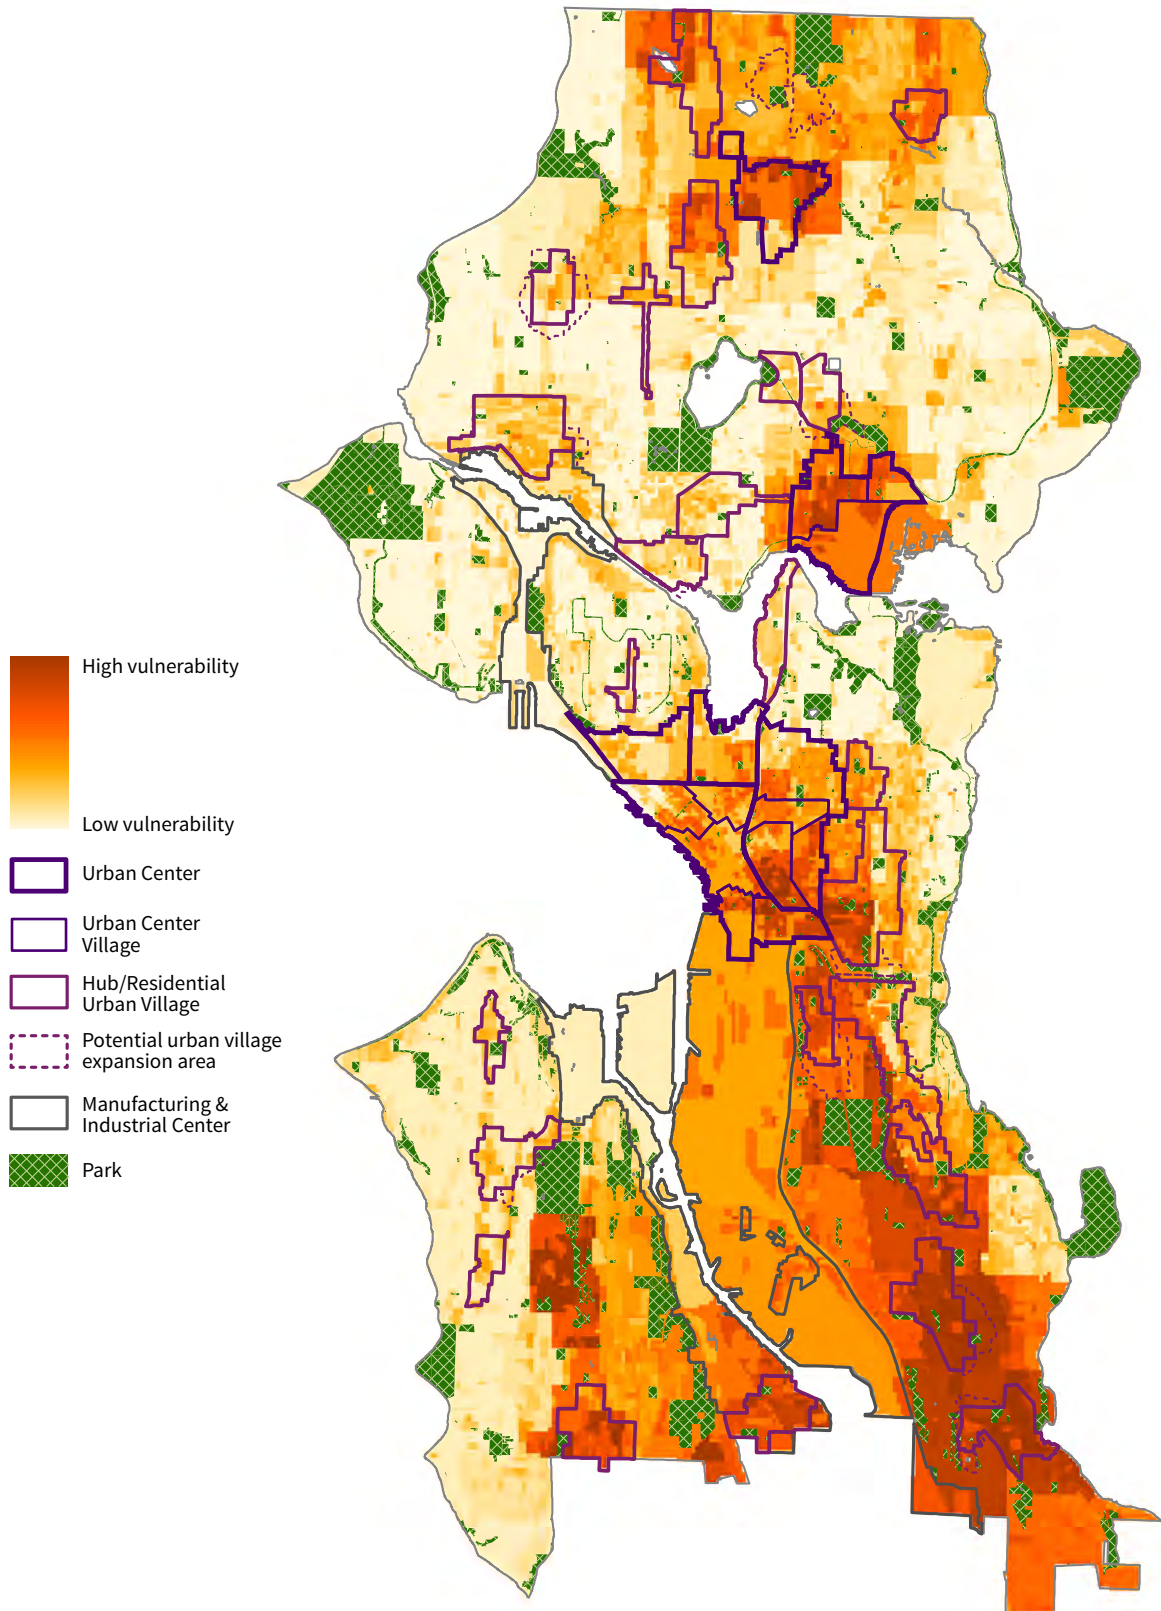 High vulnerability
Low vulnerability
Urban Center
Urban Center
Village
Hub/Residential
Urban Village
Potential urban village
expansion area
Manufacturing &
Industrial Center
Park